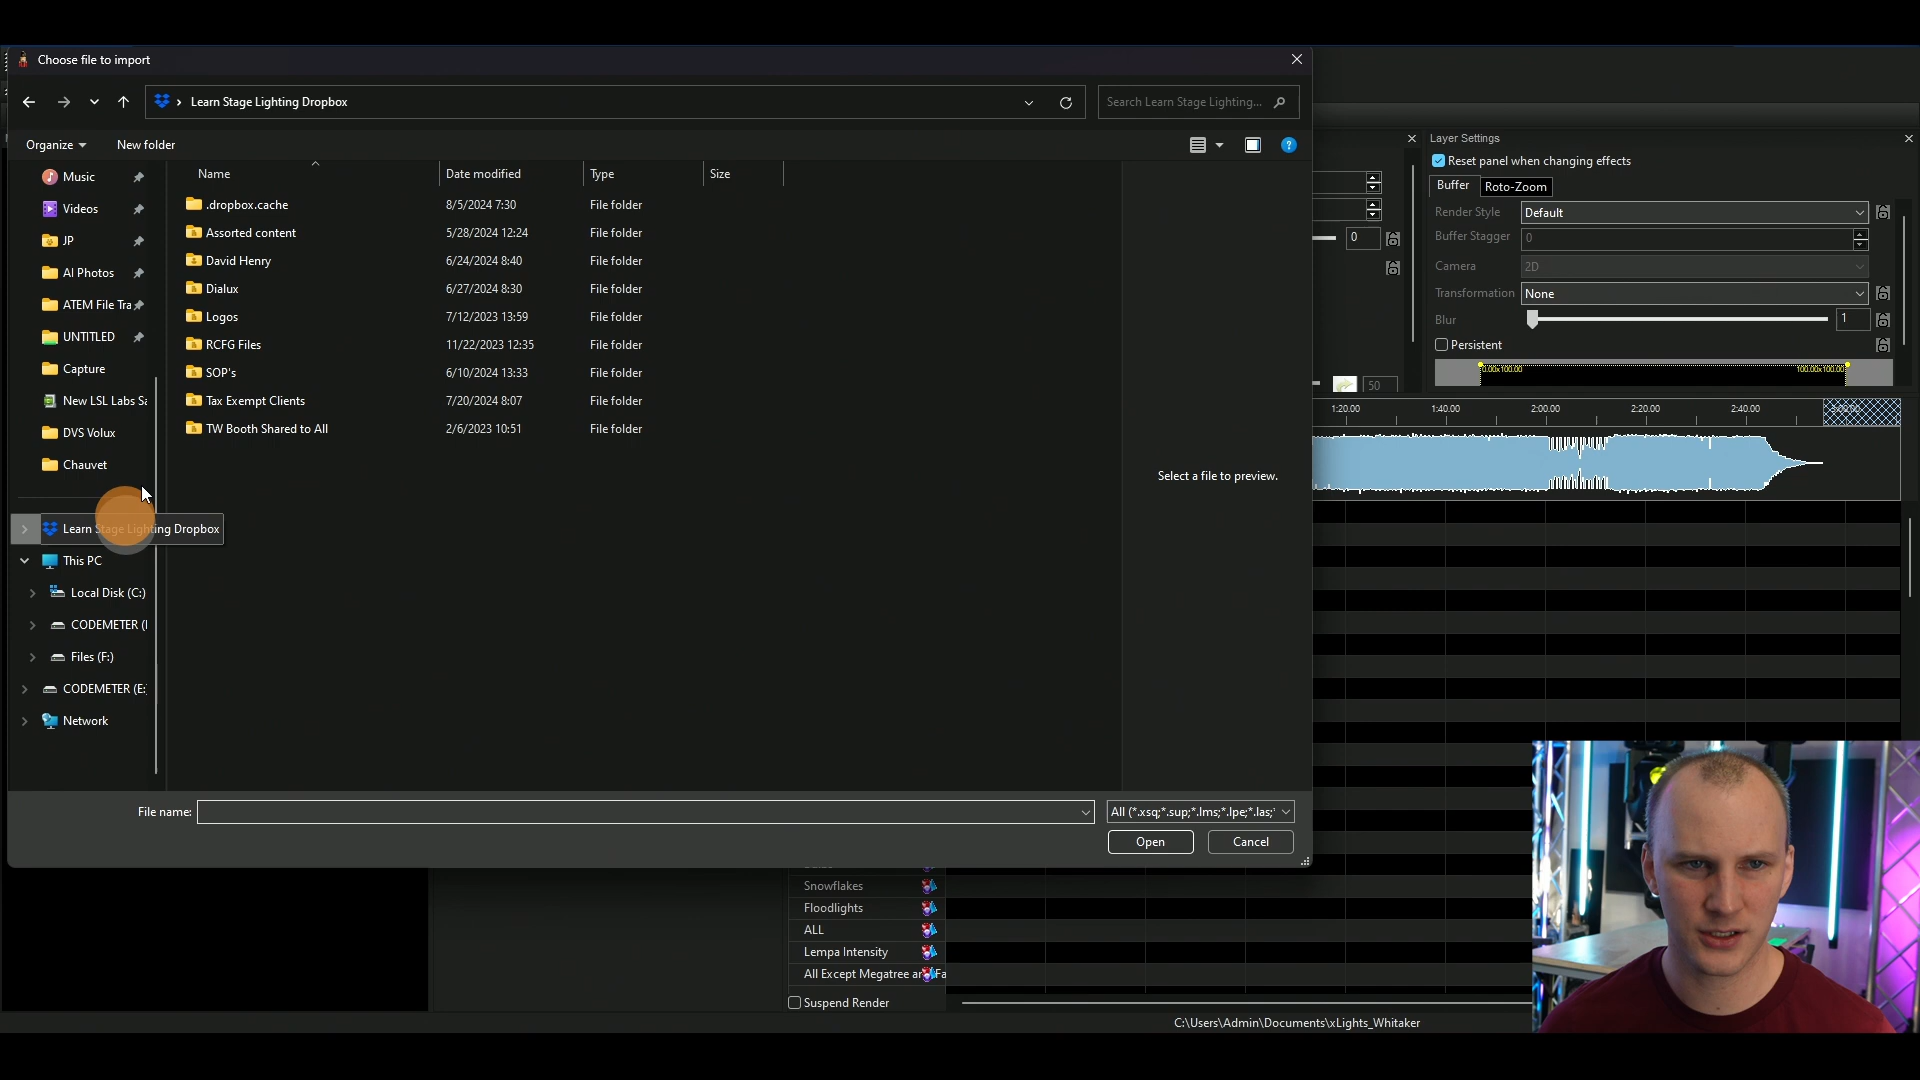 Choose file to import
Learn Stage Lighting Dropbox
Search Learn Stage Lighting...
Organize
New folder
Name
Date modified
Type
Size
Music
Videos
JP
AI Photos
ATEM File Tra
UNTITLED
Capture
New LSL Labs Sa
DVS Volux
Chauvet
Learn Stage Lighting Dropbox
This PC
Local Disk (C:)
CODEMETER (
Files (F:)
CODEMETER (E:
Network
.dropbox.cache 8/5/2024 7:30 File folder
Assorted content 5/28/2024 12:24 File folder
David Henry 6/24/2024 8:40 File folder
Dialux 6/27/2024 8:30 File folder
Logos 7/12/2023 13:59 File folder
RCFG Files 11/22/2023 12:35 File folder
SOP's 6/10/2024 13:33 File folder
Tax Exempt Clients 7/20/2024 8:07 File folder
TW Booth Shared to All 2/6/2023 10:51 File folder
Select a file to preview.
File name:
All (*.xsq;*.sup;*.lms;*.lpe;*.las;*
Open
Cancel
Layer Settings
Reset panel when changing effects
Buffer
Roto-Zoom
Render Style Default
Buffer Stagger 0
Camera 2D
Transformation None
Blur 1
Persistent
0.00x100.00
100.00x100.00
0
50
1:20.00 1:40.00 2:00.00 2:20.00 2:40.00
Snowflakes
Floodlights
ALL
Lempa Intensity
All Except Megatree an Fa
Suspend Render
C:\Users\Admin\Documents\xLights_Whitaker